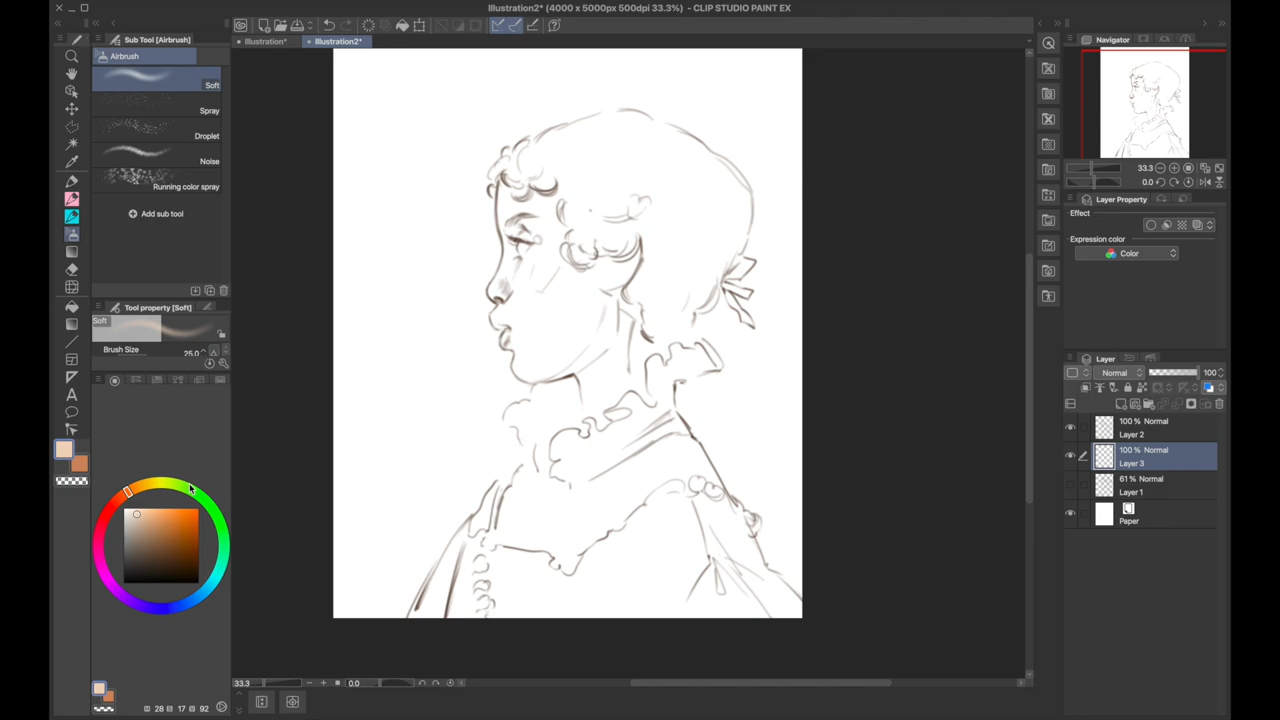 Illustration2* (4000 x 5000px 500dpi 33.3%) - CLIP STUDIO PAINT EX
Sub Tool [Airbrush]
Airbrush
Soft
Spray
Droplet
Noise
Running color spray
Add sub tool
Tool property [Soft]
Soft
Brush Size
25.0
28 17 92
Illustration*
Illustration2*
33.3
0.0
Navigator
33.3
0.0
Layer Property
Effect
Expression color
Color
Layer
Normal
100
100 % Normal
Layer 2
100 % Normal
Layer 3
61 % Normal
Layer 1
Paper